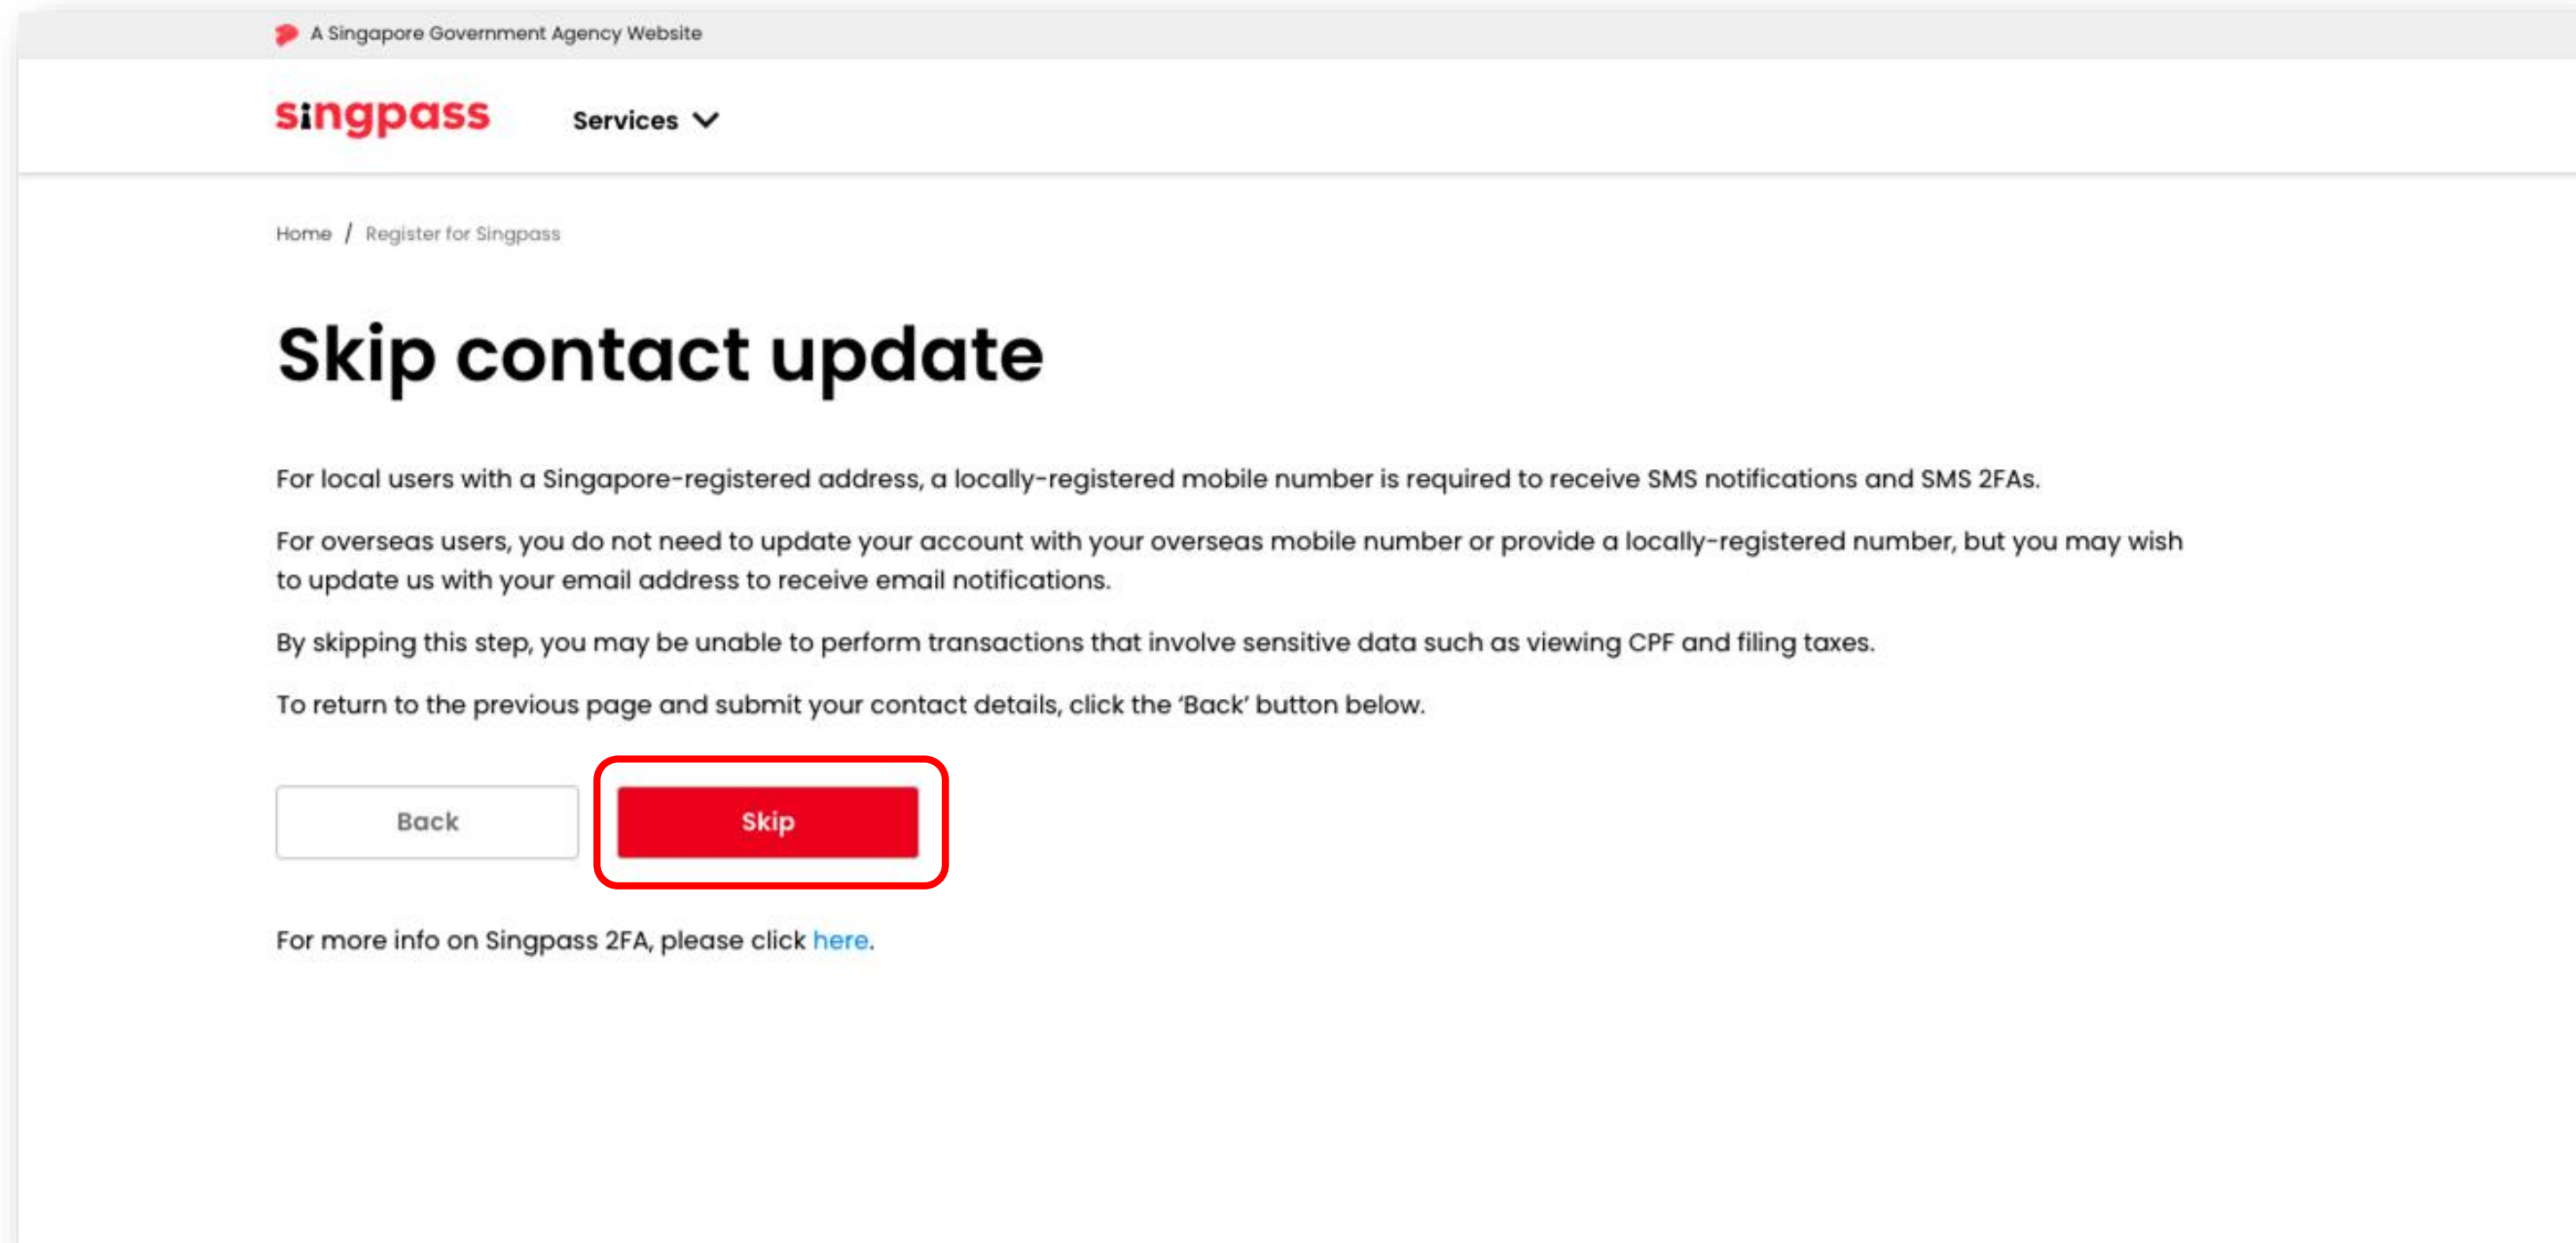 A Singapore Government Agency Website
singpass
Services
Home / Register for Singpass
Skip contact update
For local users with a Singapore-registered address, a locally-registered mobile number is required to receive SMS notifications and SMS 2FAs.
For overseas users, you do not need to update your account with your overseas mobile number or provide a locally-registered number, but you may wish
to update us with your email address to receive email notifications.
By skipping this step, you may be unable to perform transactions that involve sensitive data such as viewing CPF and filing taxes.
To return to the previous page and submit your contact details, click the ‘Back’ button below.
Back
Skip
For more info on Singpass 2FA, please click here.